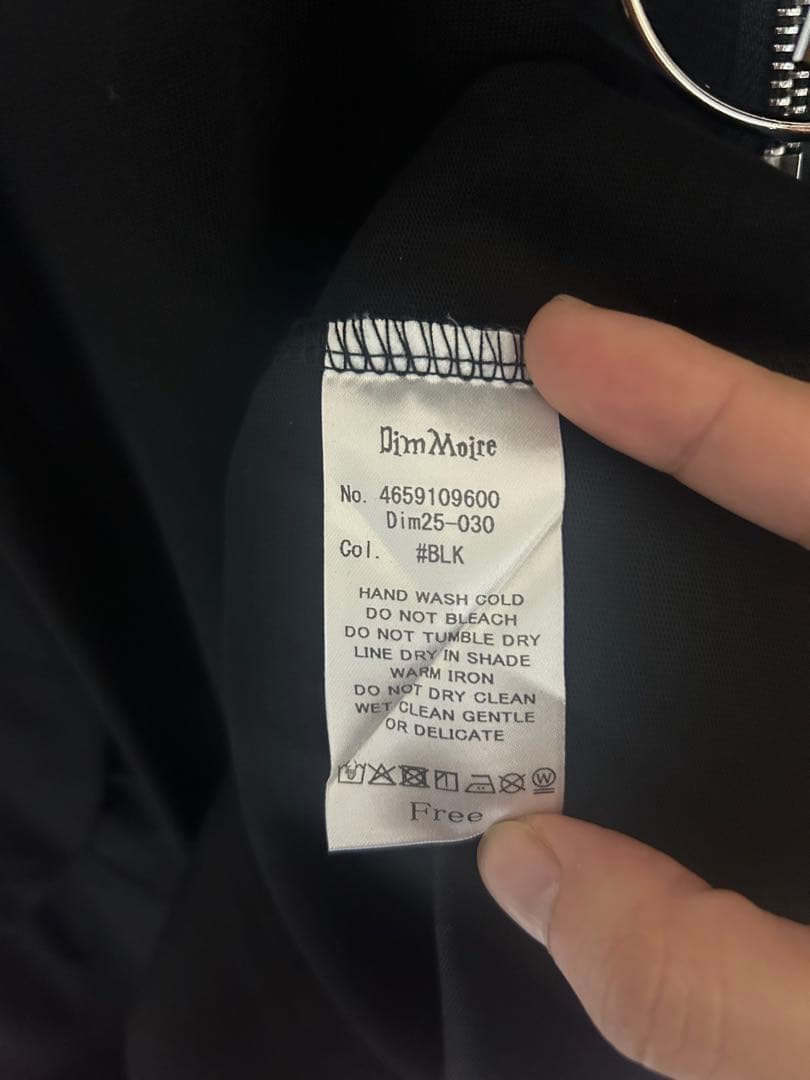 Dim Moire
No. 4659109600
Dim25-030
Col. #BLK
HAND WASH COLD
DO NOT BLEACH
DO NOT TUMBLE DRY
LINE DRY IN SHADE
WARM IRON
DO NOT DRY CLEAN
WET CLEAN GENTLE
OR DELICATE
W
Free